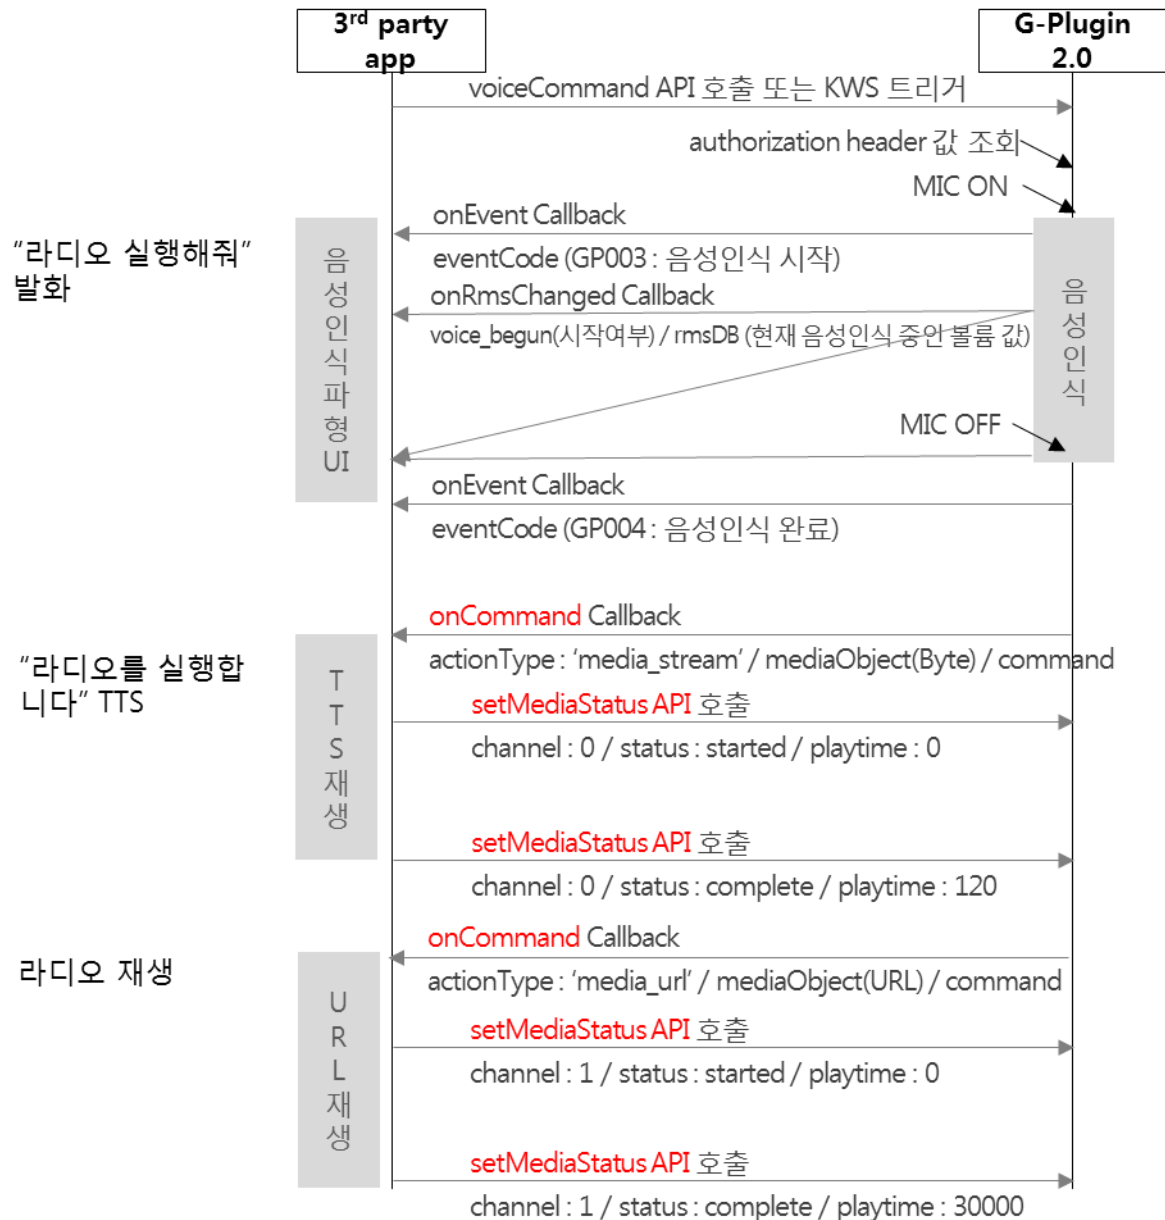 3rd party
app
G-Plugin
2.0
voiceCommand API 호출 또는 KWS 트리거
authorization header 값 조회
MIC ON
onEvent Callback
"라디오 실행해줘"
발화
eventCode (GP003 : 음성인식 시작)
onRmsChanged Callback
voice_begun(시작여부) / rmsDB (현재 음성인식 중인 볼륨 값)
음성인식파형UI
음성인식
MIC OFF
onEvent Callback
eventCode (GP004 : 음성인식 완료)
onCommand Callback
"라디오를 실행합
니다" TTS
actionType : ‘media_stream’ / mediaObject(Byte) / command
TTS재생
setMediaStatus API 호출
channel : 0 / status : started / playtime : 0
setMediaStatus API 호출
channel : 0 / status : complete / playtime : 120
onCommand Callback
라디오 재생
actionType : ‘media_url’ / mediaObject(URL) / command
URL재생
setMediaStatus API 호출
channel : 1 / status : started / playtime : 0
setMediaStatus API 호출
channel : 1 / status : complete / playtime : 30000